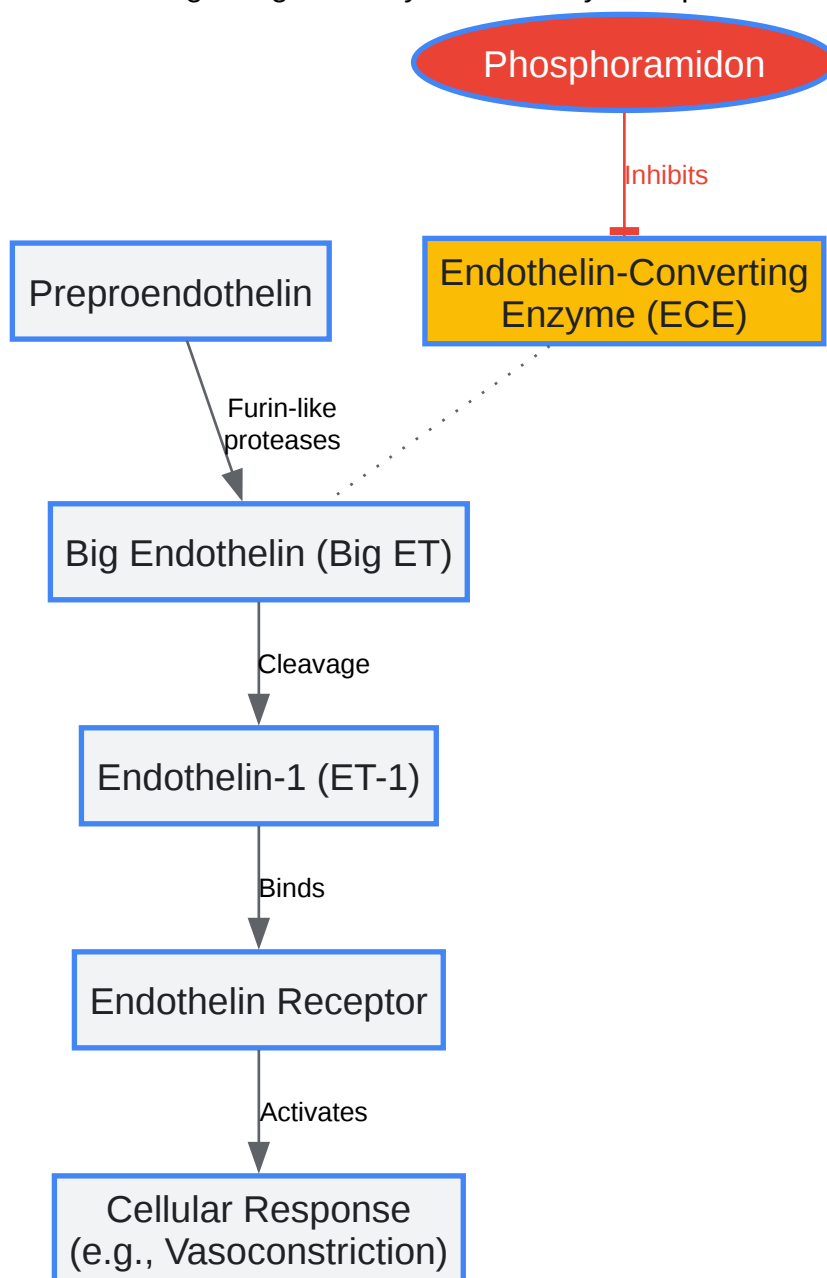 Phosphoramidon
Inhibits
Preproendothelin
Endothelin-Converting
Enzyme (ECE)
Furin-like
proteases
Big Endothelin (Big ET)
Cleavage
Endothelin-1 (ET-1)
Binds
Endothelin Receptor
Activates
Cellular Response
(e.g., Vasoconstriction)